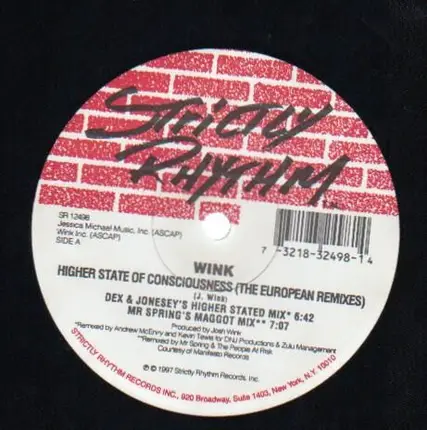 STRICTLY
RHYTHM
SR 12498
Jessica Michael Music, Inc. (ASCAP)
Wink Inc. (ASCAP)
SIDE A
7 -3218-32498-1 4
WINK
HIGHER STATE OF CONSCIOUSNESS (THE EUROPEAN REMIXES)
(J. Wink)
DEX & JONESEY'S HIGHER STATED MIX* 6:42
MR SPRING'S MAGGOT MIX** 7:07
Produced by Josh Wink
*Remixed by Andrew McEnry and Kevin Tewis for DNJ Productions & Zulu Management
**Remixed by Mr Spring & The People At Risk
Courtesy of Manifesto Records
℗ © 1997 Strictly Rhythm Records, Inc.
STRICTLY RHYTHM RECORDS INC., 920 Broadway, Suite 1403, New York, N.Y. 10010